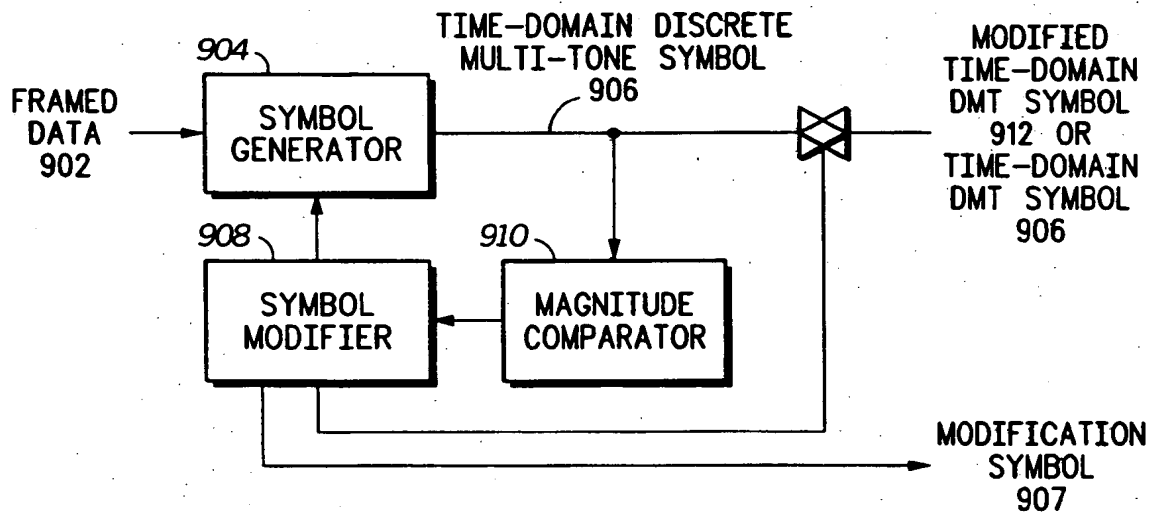 TIME-DOMAIN DISCRETE
MULTI-TONE SYMBOL
906
904
FRAMED
DATA
902
SYMBOL
GENERATOR
MODIFIED
TIME-DOMAIN
DMT SYMBOL
912 OR
TIME-DOMAIN
DMT SYMBOL
906
908
SYMBOL
MODIFIER
910
MAGNITUDE
COMPARATOR
MODIFICATION
SYMBOL
907